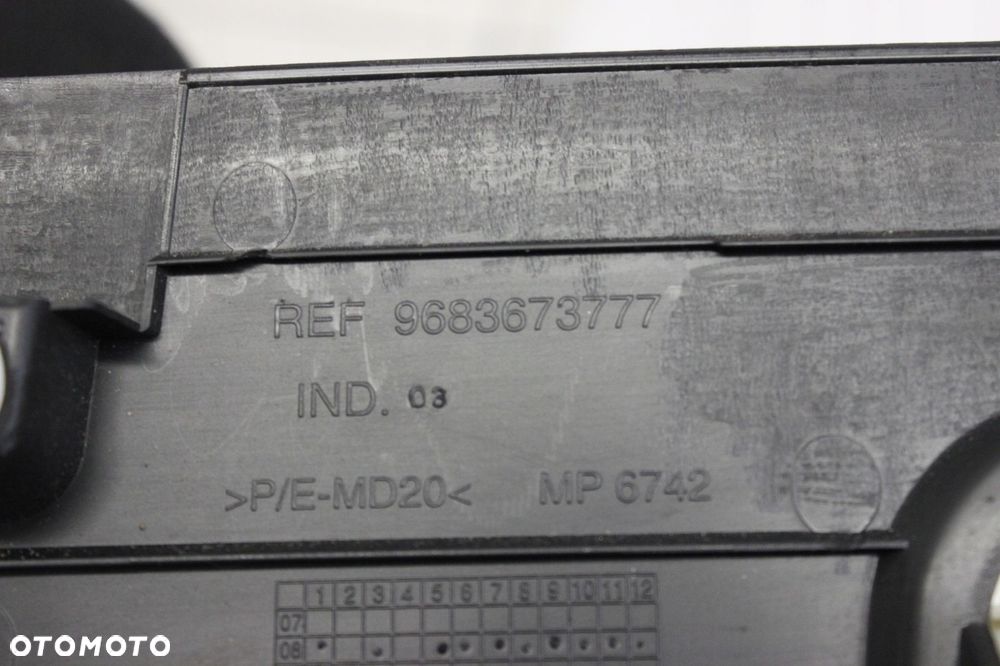 REF 9683673777
IND. 03
>P/E-MD20< MP 6742
1 2 3 4 5 6 7 8 9 10 11 12
07
08
OTOMOTO